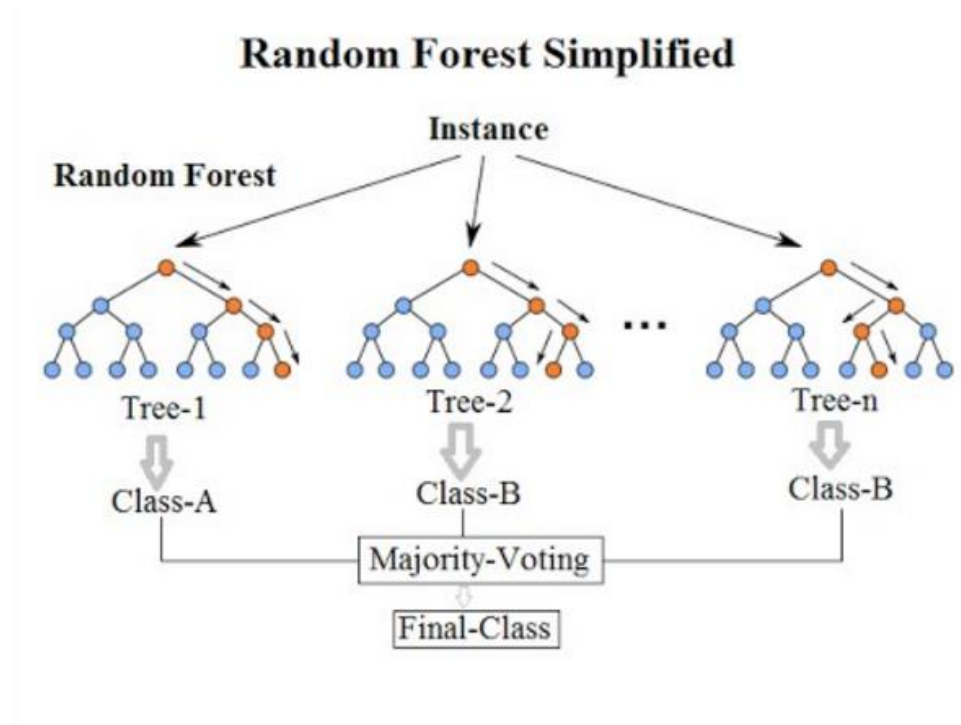 Random Forest Simplified
Instance
Random Forest
...
Tree-1
Tree-2
Tree-n
Class-A
Class-B
Class-B
Majority-Voting
Final-Class